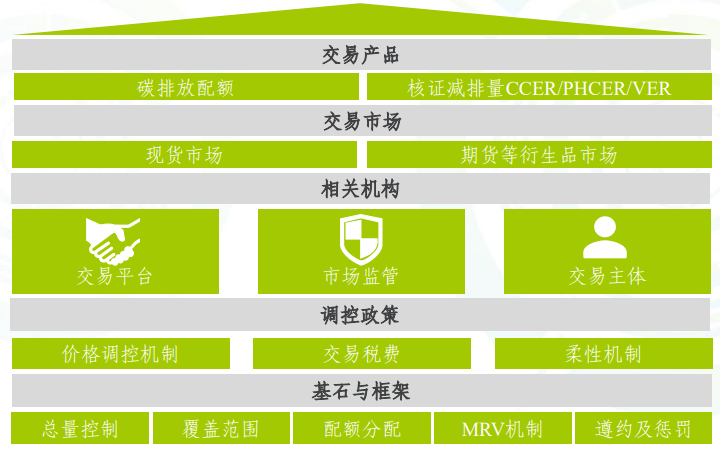 交易产品
碳排放配额 核证减排量CCER/PHCER/VER
交易市场
现货市场 期货等衍生品市场
相关机构
交易平台 市场监管 交易主体
调控政策
价格调控机制 交易税费 柔性机制
基石与框架
总量控制 覆盖范围 配额分配 MRV机制 遵约及惩罚